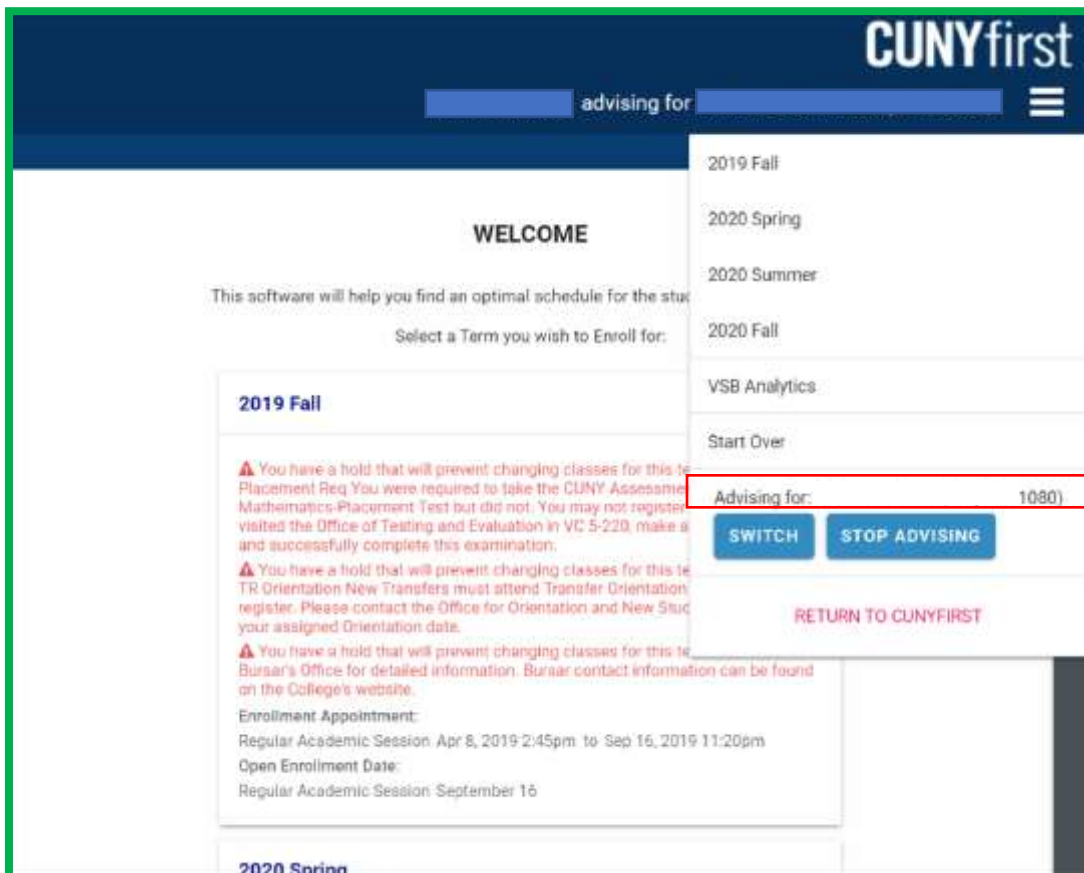 CUNYfirst
advising for
2019 Fall
2020 Spring
2020 Summer
2020 Fall
VSB Analytics
Start Over
Advising for: 1080)
SWITCH STOP ADVISING
RETURN TO CUNYFIRST
WELCOME
This software will help you find an optimal schedule for the
Select a Term you wish to Enroll for:
2019 Fall
You have a hold that will prevent changing classes for this
Placement Req You were required to take the CUNY
Mathematics-Placement Test but did not. You may not register
visited the Office of Testing and Evaluation in VC 5-220, make
and successfully complete this examination.
You have a hold that will prevent changing classes for this
TR Orientation New Transfers must attend Transfer Orientation
register. Please contact the Office for Orientation and New
your assigned Orientation date.
You have a hold that will prevent changing classes for this
Bursar's Office for detailed information. Bursar contact information can be found
on the College's website.
Enrollment Appointment:
Regular Academic Session Apr 8, 2019 2:45pm to Sep 16, 2019 11:20pm
Open Enrollment Date:
Regular Academic Session September 16
2020 Spring